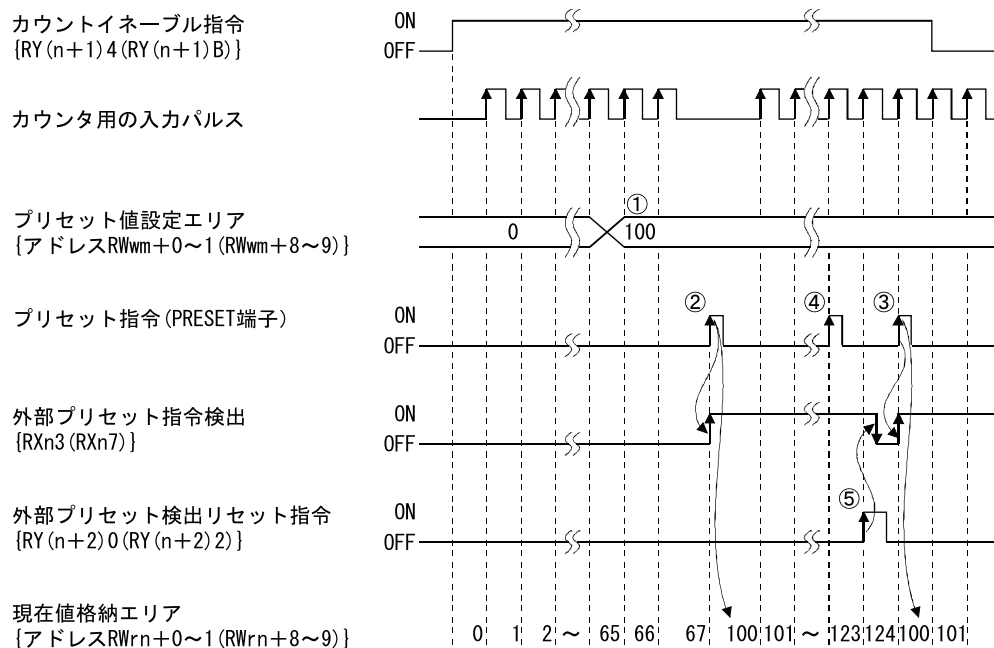 カウントイネーブル指令
{RY(n+1)4(RY(n+1)B)}
ON
OFF
カウンタ用の入力パルス
プリセット値設定エリア
{アドレスRWwm+0~1(RWwm+8~9)}
0
①
100
プリセット指令(PRESET端子)
ON
OFF
②
④
③
外部プリセット指令検出
{RXn3(RXn7)}
ON
OFF
外部プリセット検出リセット指令
{RY(n+2)0(RY(n+2)2)}
ON
OFF
⑤
現在値格納エリア
{アドレスRWrn+0~1(RWrn+8~9)}
0 1 2 ~ 65 66 67 100 101 ~ 123 124 100 101